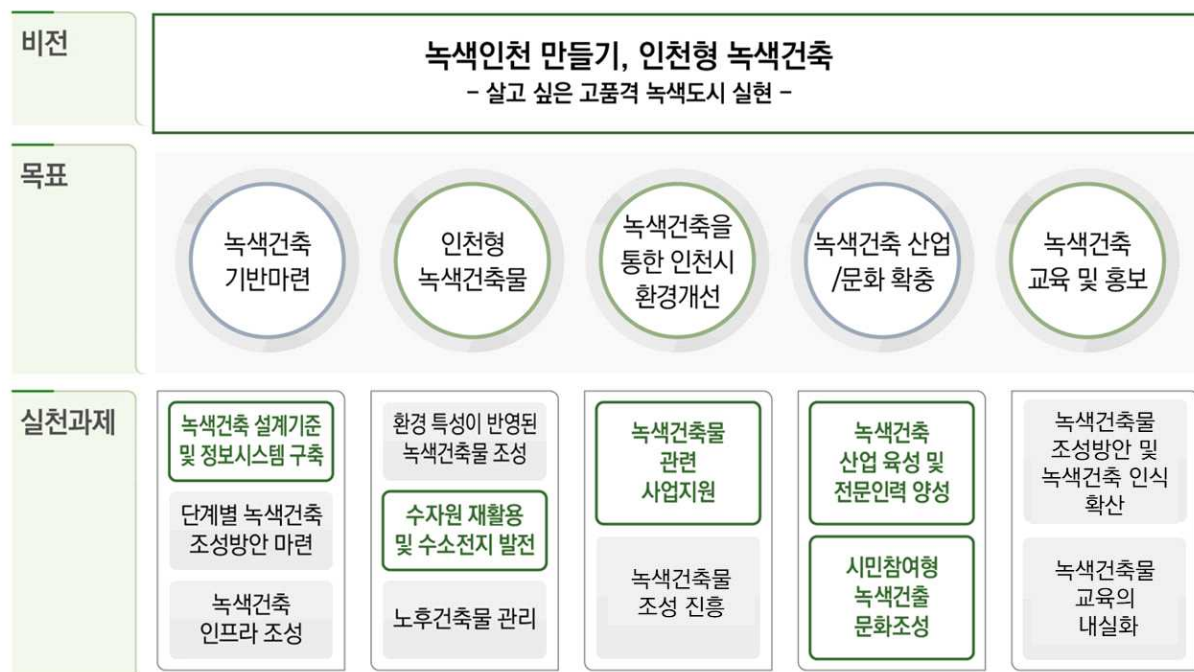 비전
녹색인천 만들기, 인천형 녹색건축
- 살고 싶은 고품격 녹색도시 실현 -
목표
녹색건축
기반마련
인천형
녹색건축물
녹색건축을
통한 인천시
환경개선
녹색건축 산업
/문화 확충
녹색건축
교육 및 홍보
실천과제
녹색건축 설계기준
및 정보시스템 구축
단계별 녹색건축
조성방안 마련
녹색건축
인프라 조성
환경 특성이 반영된
녹색건축물 조성
수자원 재활용
및 수소전지 발전
노후건축물 관리
녹색건축물
관련
사업지원
녹색건축물
조성 진흥
녹색건축
산업 육성 및
전문인력 양성
시민참여형
녹색건출
문화조성
녹색건축물
조성방안 및
녹색건축 인식
확산
녹색건축물
교육의
내실화